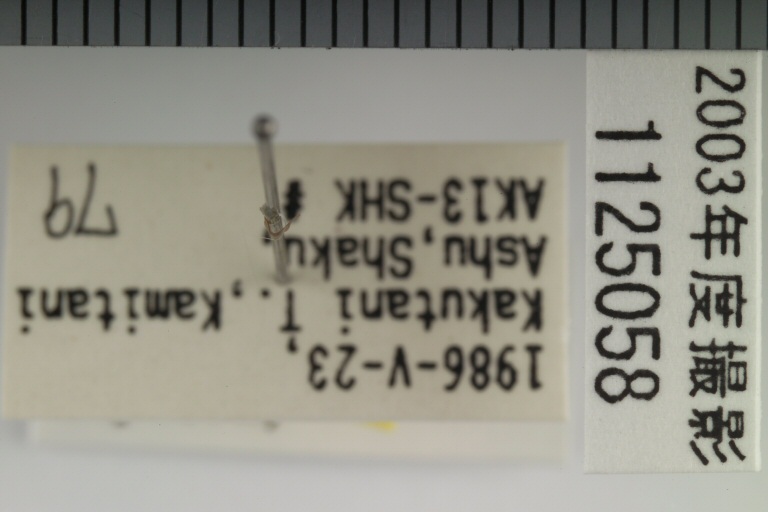 1986-V-23,
Kakutani T., Kamitani
Ashu, Shaku.
AK13-SHK # 79
2003年度撮影
1125058